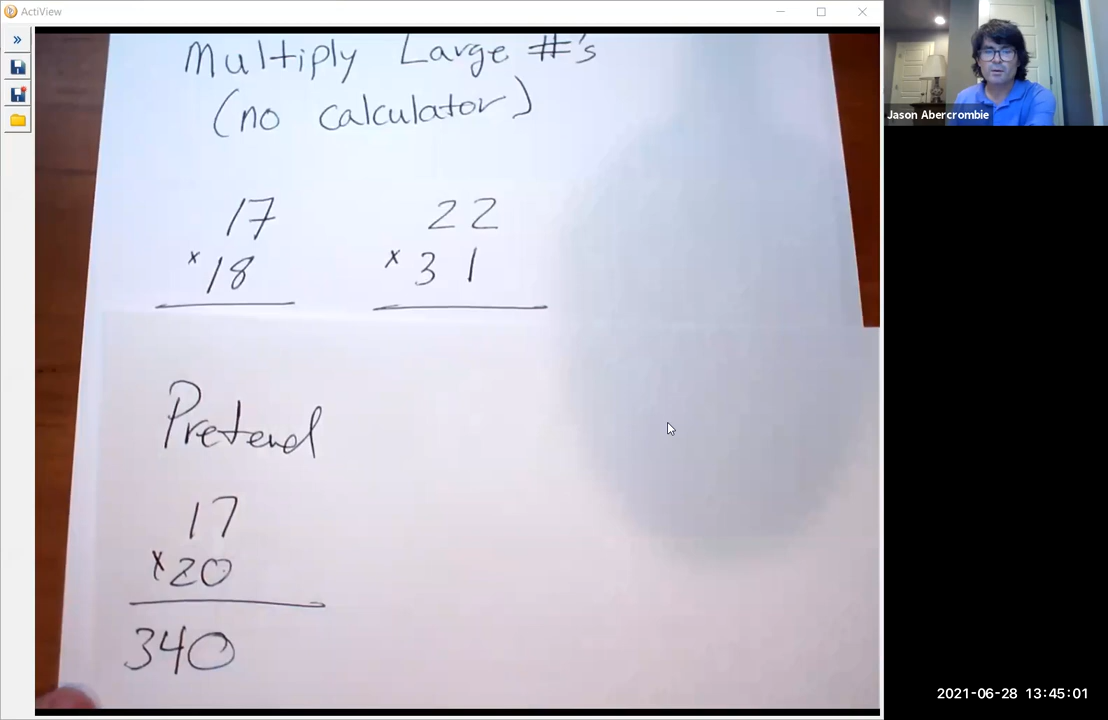 ActiView
Multiply Large #'s
(no calculator)
17
x 18
22
x 31
Pretend
17
x 20
340
Jason Abercrombie
2021-06-28 13:45:01